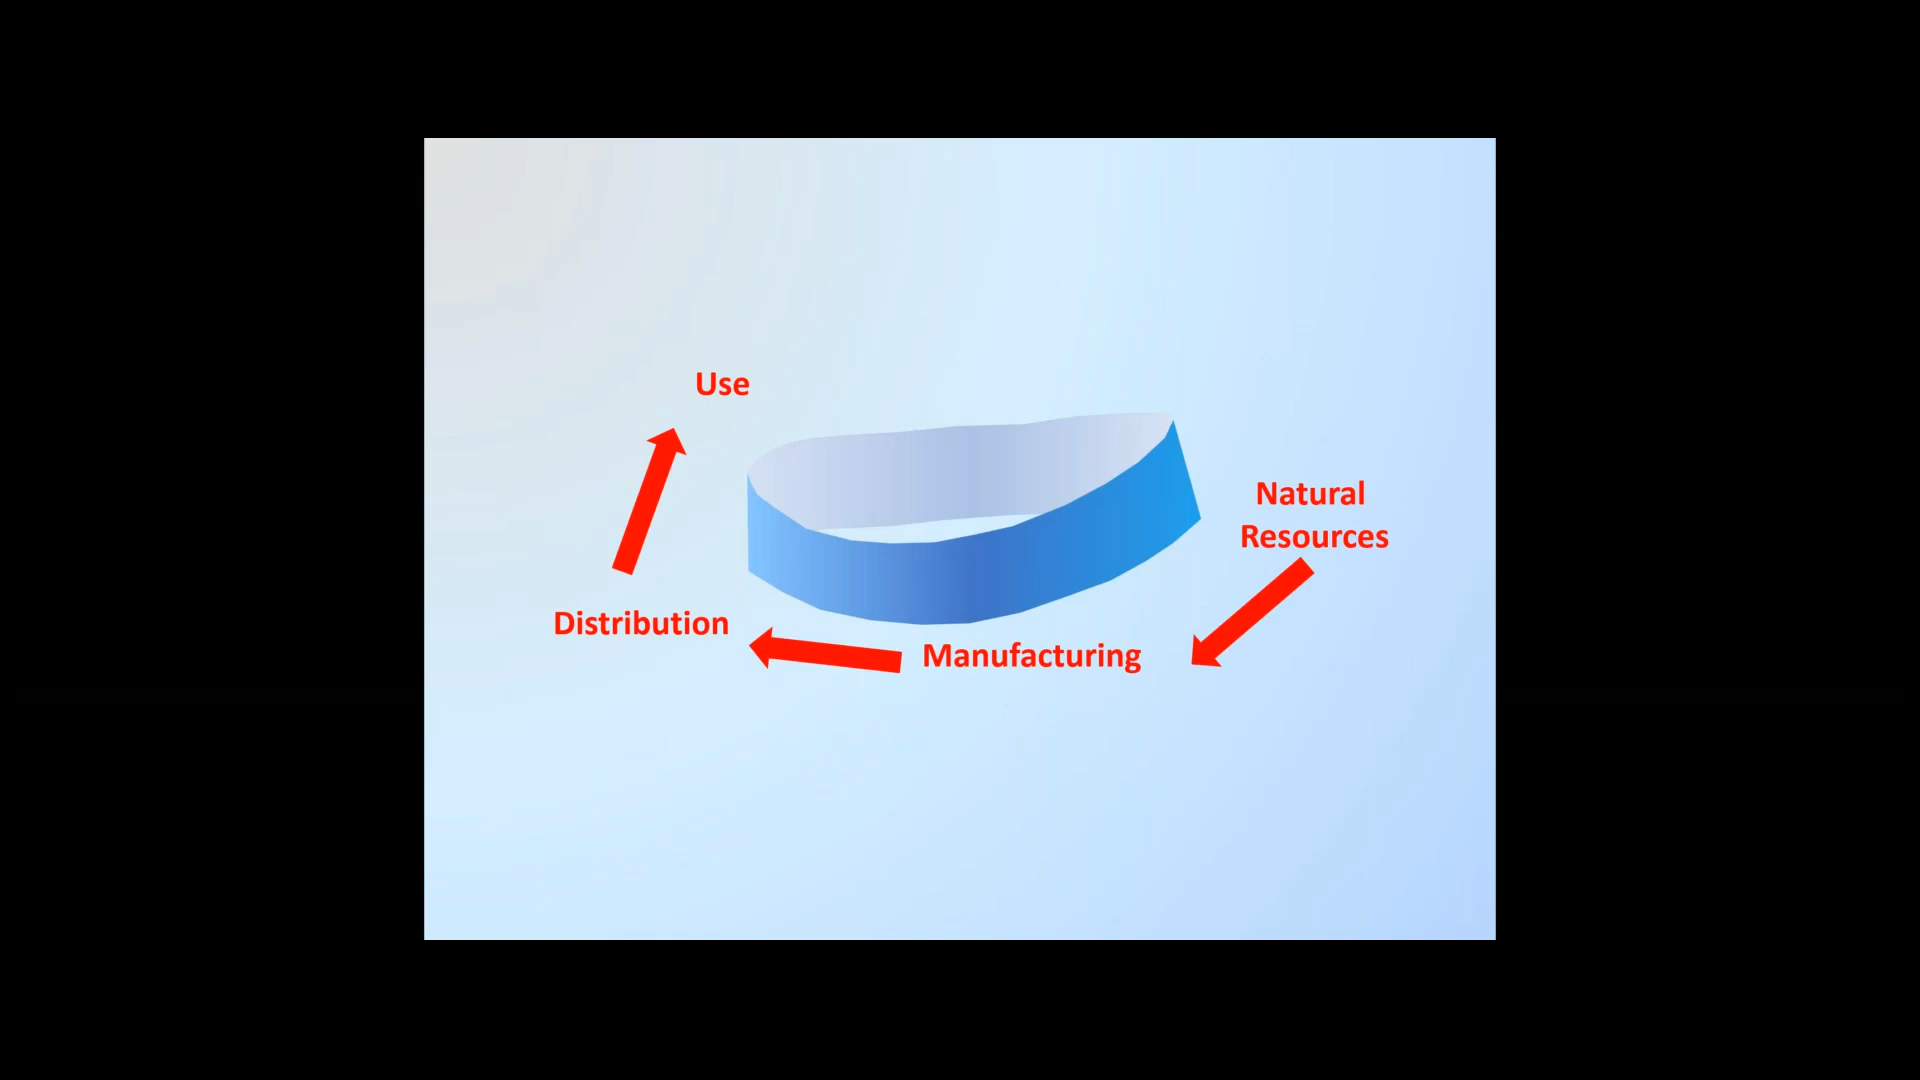 Use
Natural
Resources
Distribution
Manufacturing